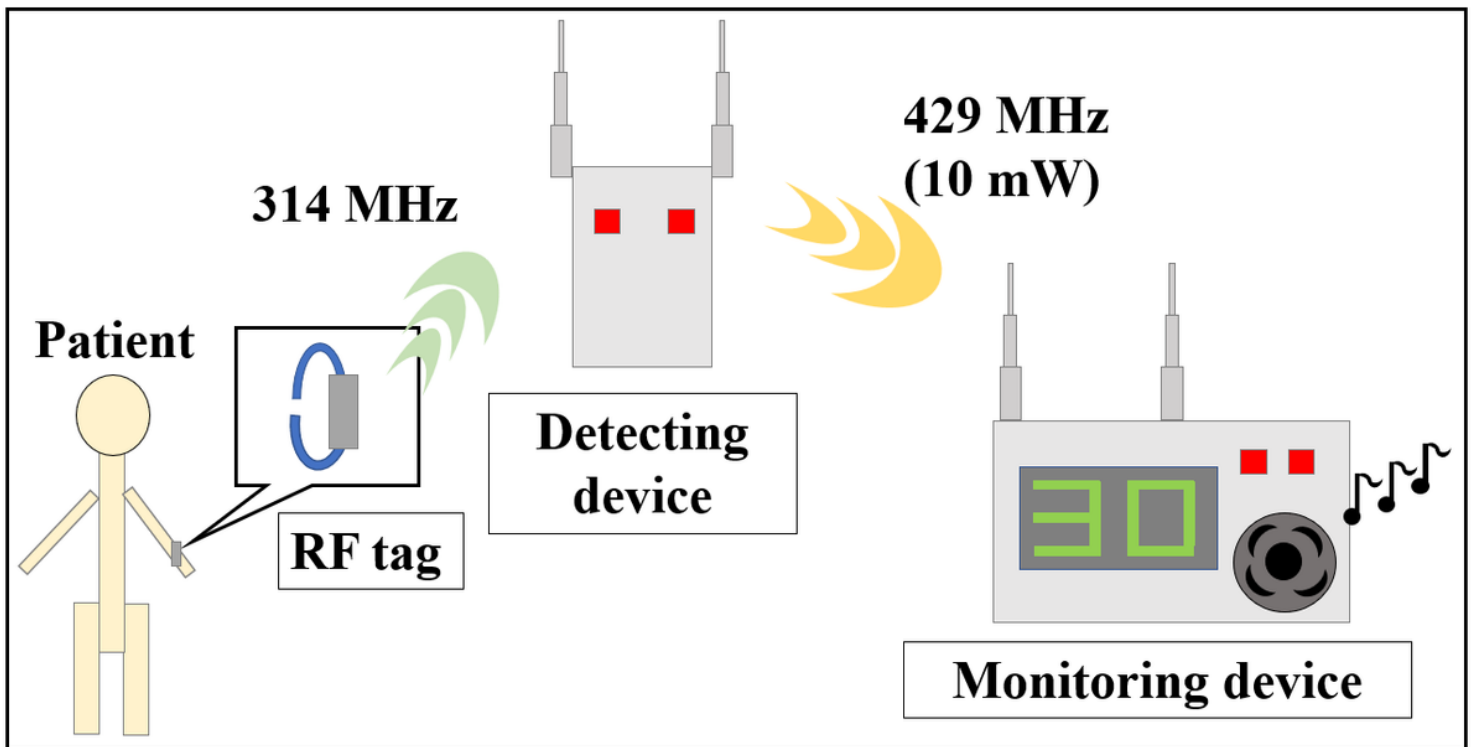 314 MHz
429 MHz
(10 mW)
Patient
Detecting
device
RF tag
30
Monitoring device